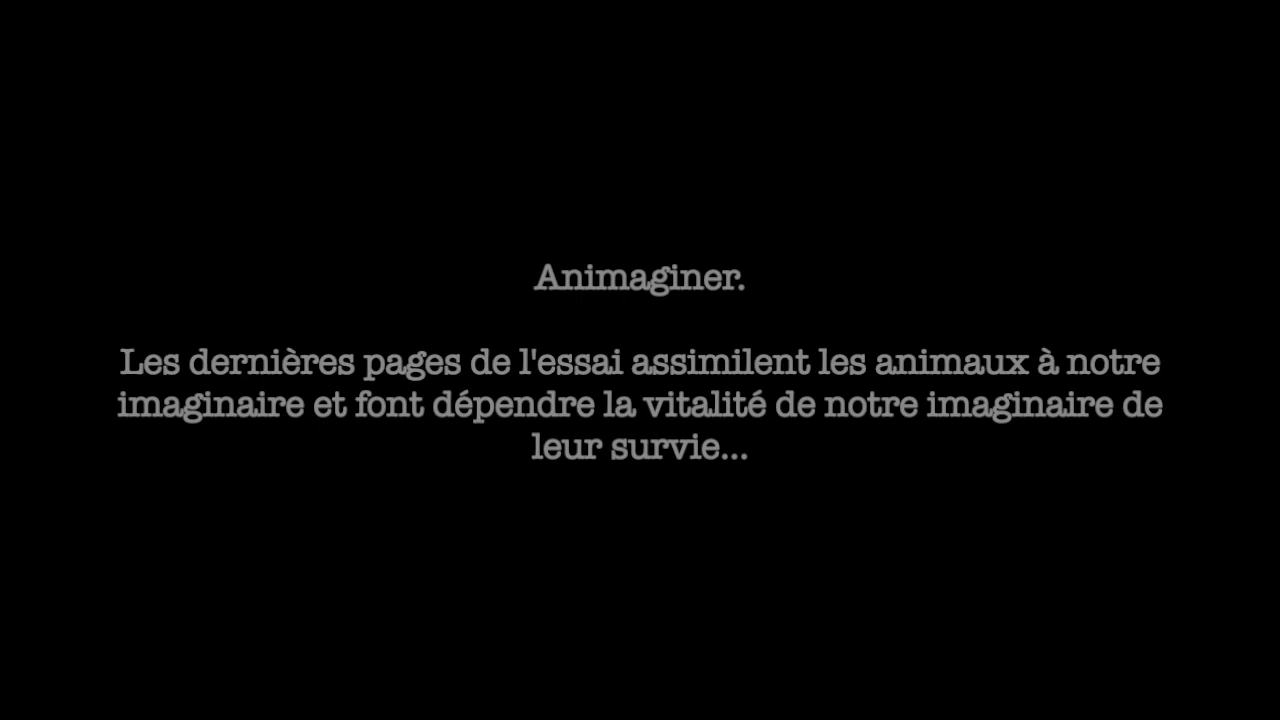 Animaginer.
Les dernières pages de l'essai assimilent les animaux à notre
imaginaire et font dépendre la vitalité de notre imaginaire de
leur survie...